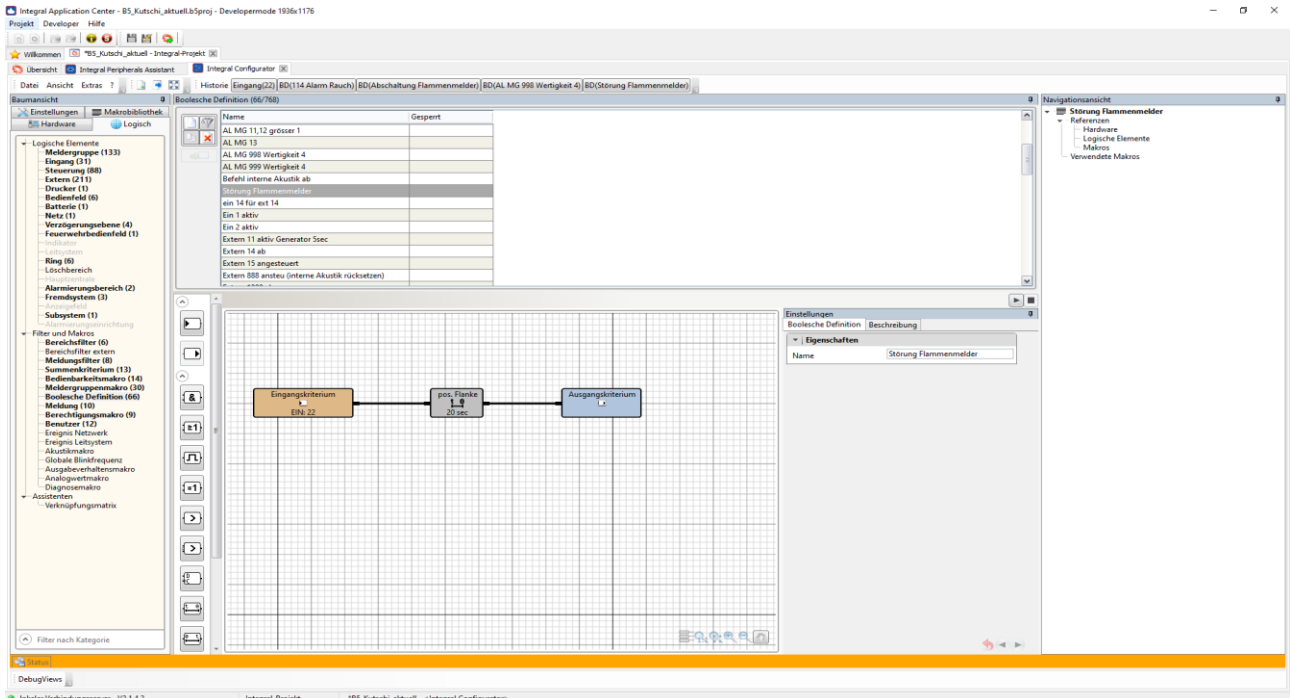 Integral Application Center - B5_Kutschi_aktuell.b5proj - Developermode 1936x1176
Projekt Developer Hilfe
Willkommen *B5_Kutschi_aktuell - Integral-Projekt
Übersicht Integral Peripherals Assistant Integral Configurator
Datei Ansicht Extras ? Historie Eingang(22) BD(114 Alarm Rauch) BD(Abschaltung Flammenmelder) BD(AL MG 998 Wertigkeit 4) BD(Störung Flammenmelder)
Baumansicht
Einstellungen Makrobibliothek
Hardware Logisch
Logische Elemente
Meldergruppe (133)
Eingang (31)
Steuerung (88)
Extern (211)
Drucker (1)
Bedienfeld (6)
Batterie (1)
Netz (1)
Verzögerungsebene (4)
Feuerwehrbedienfeld (1)
Indikator
Leitsystem
Ring (6)
Löschbereich
Hauptzentrale
Alarmierungsbereich (2)
Fremdsystem (3)
Anzeigefeld
Subsystem (1)
Alarmierungseinrichtung
Filter und Makros
Bereichsfilter (6)
Bereichsfilter extern
Meldungsfilter (8)
Summenkriterium (13)
Bedienbarkeitsmakro (14)
Meldergruppenmakro (30)
Boolesche Definition (66)
Meldung (10)
Berechtigungsmakro (9)
Benutzer (12)
Ereignis Netzwerk
Ereignis Leitsystem
Akustikmakro
Globale Blinkfrequenz
Ausgabeverhaltensmakro
Analogwertmakro
Diagnosemakro
Assistenten
Verknüpfungsmatrix
Filter nach Kategorie
Boolesche Definition (66/768)
Name Gesperrt
AL MG 11,12 grösser 1
AL MG 13
AL MG 998 Wertigkeit 4
AL MG 999 Wertigkeit 4
Befehl interne Akustik ab
Störung Flammenmelder
ein 14 für ext 14
Ein 1 aktiv
Ein 2 aktiv
Extern 11 aktiv Generator 5sec
Extern 14 ab
Extern 15 angesteuert
Extern 888 ansteu (interne Akustik rücksetzen)
&
≥1
=1
>
>
Eingangskriterium
EIN: 22
pos. Flanke
20 sec
Ausgangskriterium
Einstellungen
Boolesche Definition Beschreibung
Eigenschaften
Name Störung Flammenmelder
Navigationsansicht
Störung Flammenmelder
Referenzen
Hardware
Logische Elemente
Makros
Verwendete Makros
Status
DebugViews